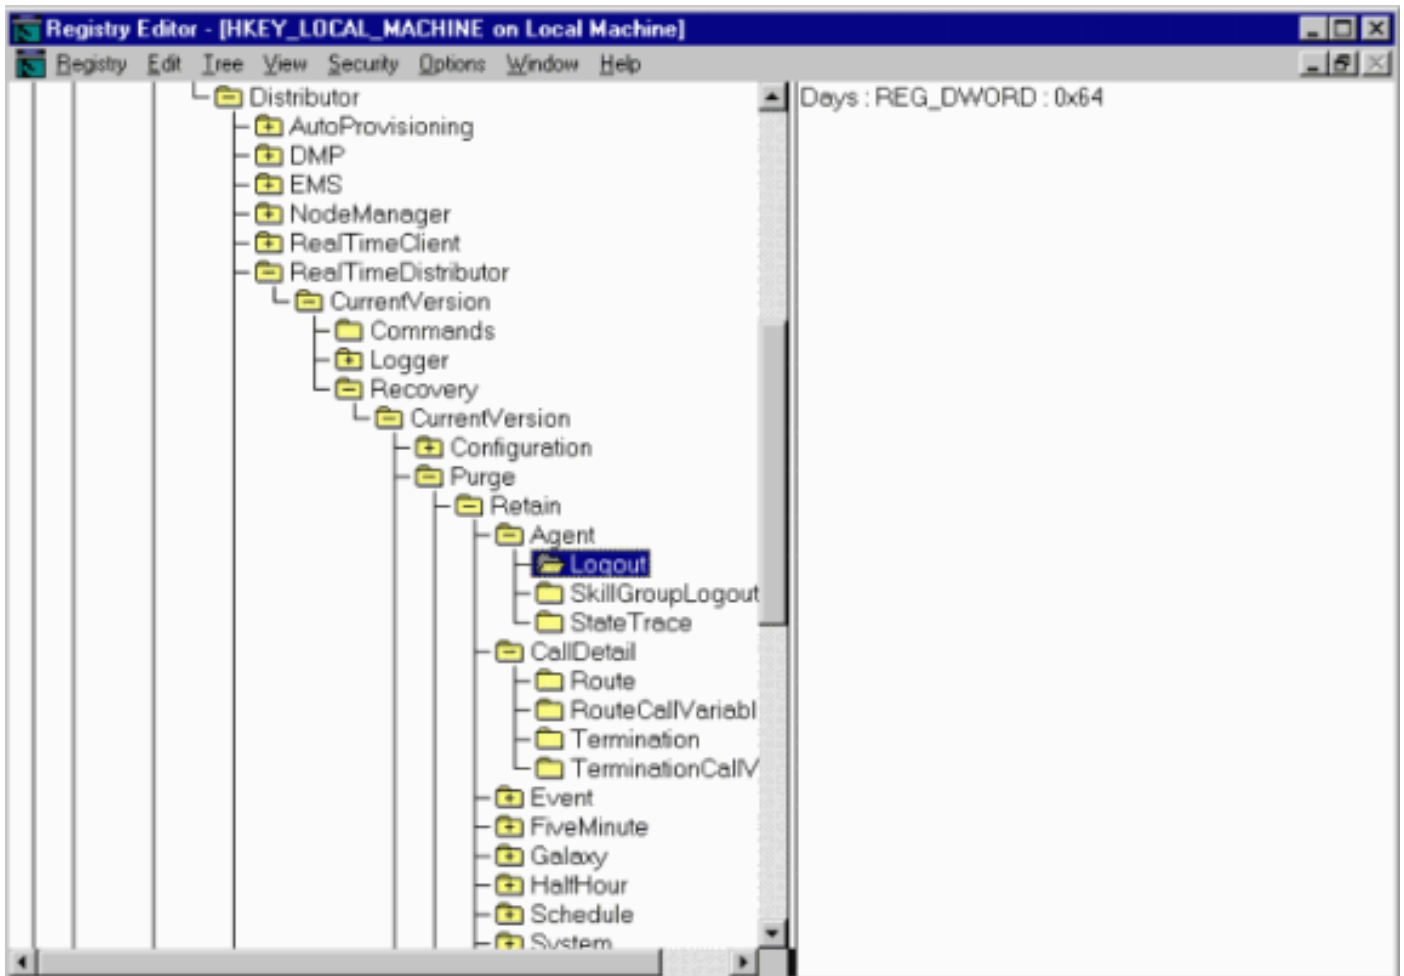 Registry Editor - [HKEY_LOCAL_MACHINE on Local Machine]
Registry Edit Tree View Security Options Window Help
Distributor
AutoProvisioning
DMP
EMS
NodeManager
RealTimeClient
RealTimeDistributor
CurrentVersion
Commands
Logger
Recovery
CurrentVersion
Configuration
Purge
Retain
Agent
Logout
SkillGroupLogout
StateTrace
CallDetail
Route
RouteCallVariabl
Termination
TerminationCallV
Event
FiveMinute
Galaxy
HalfHour
Schedule
System
Days : REG_DWORD : 0x64